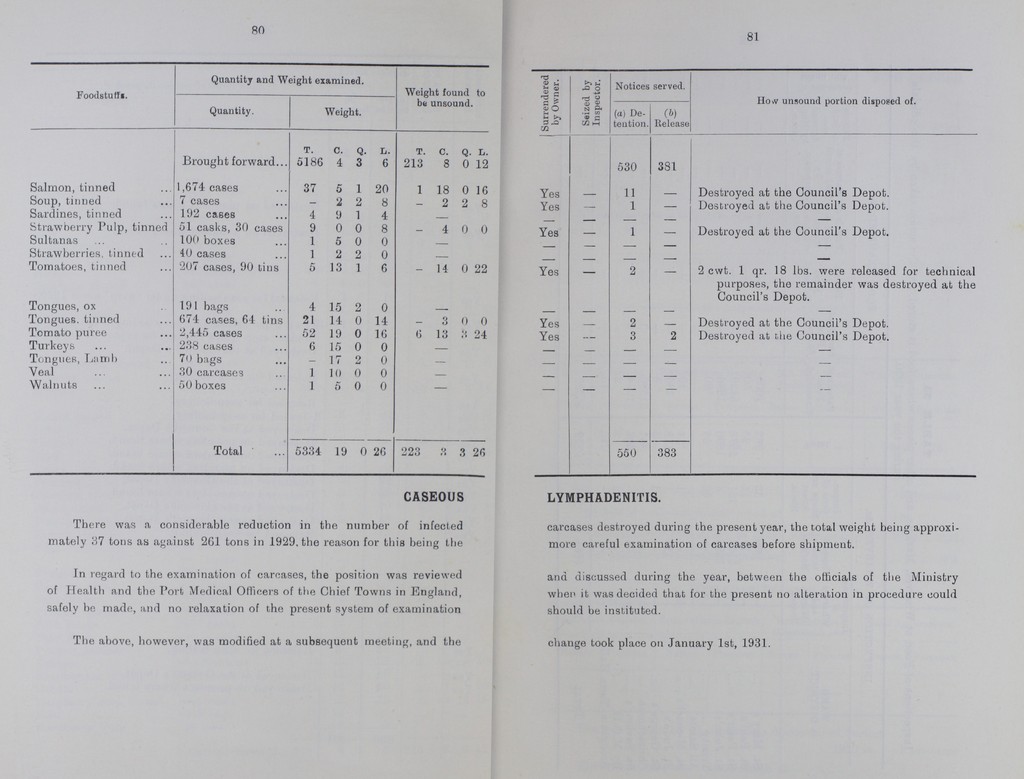 80
Foodstuffs. Quantity and Weight examined. Weight found to be unsound.
Quantity. Weight.
T. C. Q. L. T. C. Q. L.
Brought forward... 5186 4 3 6 213 8 0 12
Salmon, tinned ... 1,674 cases ... 37 5 1 20 1 18 0 16
Soup, tinned ... 7 cases ... – 2 2 8 – 2 2 8
Sardines, tinned ... 192 cases ... 4 9 1 4 —
Strawberry Pulp, tinned 51 casks, 30 cases 9 0 0 8 – 4 0 0
Sultanas ... .. 100 boxes ... 1 5 0 0 —
Strawberries, tinned ... 40 cases ... 1 2 2 0 —
Tomatoes, tinned ... 207 cases, 90 tins 5 13 1 6 – 14 0 22
Tongues, ox .. 191 bags ... 4 15 2 0 —
Tongues. tinned ... 674 cases, 64 tins 21 14 0 14 – 3 0 0
Tomato puree ... 2,445 cases ... 52 19 0 16 6 13 3 24
Turkeys ... ... 238 cases ... 6 15 0 0 —
Tongues, Lamb .. 70 bags ... – 17 2 0 —
Veal ... ... 30 carcases ... 1 10 0 0 —
Walnuts ... ... 50 boxes ... 1 5 0 0 —
Total ... 5334 19 0 26 223 3 3 26
CASEOUS
There was a considerable reduction in the number of infected
mately 37 tons as against 261 tons in 1929, the reason for this being the
In regard to the examination of carcases, the position was reviewed
of Health and the Port Medical Officers of the Chief Towns in England,
safely be made, and no relaxation of the present system of examination
The above, however, was modified at a subsequent meeting, and the
81
Surrendered by Owner. Seized by Inspector. Notices served. How unsound portion disposed of.
(a) De-tention. (b) Release
530 381
Yes — 11 — Destroyed at the Council's Depot.
Yes — 1 — Destroyed at the Council's Depot.
— — — — —
Yes — 1 — Destroyed at the Council's Depot.
— — — — —
— — — — —
Yes — 2 — 2 cwt. 1 qr. 18 lbs. were released for technical
purposes, the remainder was destroyed at the
Council's Depot.
— — — — —
Yes — 2 — Destroyed at the Council's Depot.
Yes — 3 2 Destroyed at the Council's Depot.
— — — — —
— — — — —
— — — — —
— — — — —
550 383
LYMPHADENITIS.
carcases destroyed during the present year, the total weight being approxi-
more careful examination of carcases before shipment.
and discussed during the year, between the officials of the Ministry
when it was decided that for the present no alteration in procedure could
should be instituted.
change took place on January 1st, 1931.